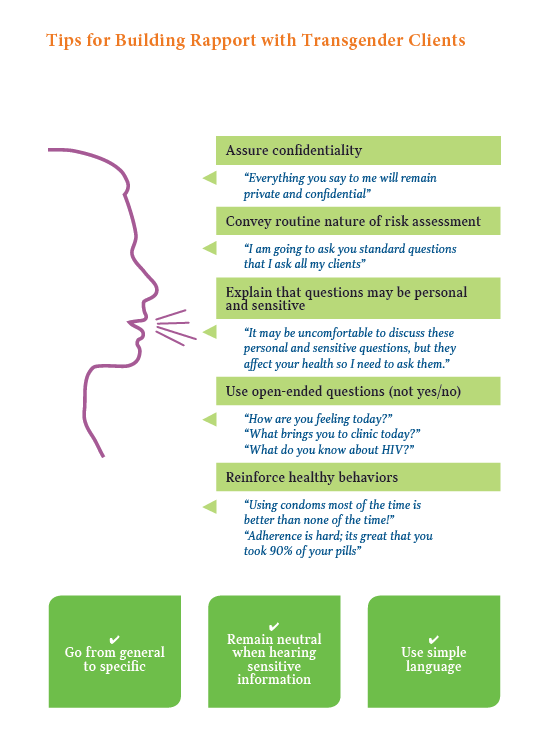 Tips for Building Rapport with Transgender Clients
Assure confidentiality
“Everything you say to me will remain
private and confidential”
Convey routine nature of risk assessment
“I am going to ask you standard questions
that I ask all my clients”
Explain that questions may be personal
and sensitive
“It may be uncomfortable to discuss these
personal and sensitive questions, but they
affect your health so I need to ask them.”
Use open-ended questions (not yes/no)
“How are you feeling today?”
“What brings you to clinic today?”
“What do you know about HIV?”
Reinforce healthy behaviors
“Using condoms most of the time is
better than none of the time!”
“Adherence is hard; its great that you
took 90% of your pills”
✔
Go from general
to specific
✔
Remain neutral
when hearing
sensitive
information
✔
Use simple
language